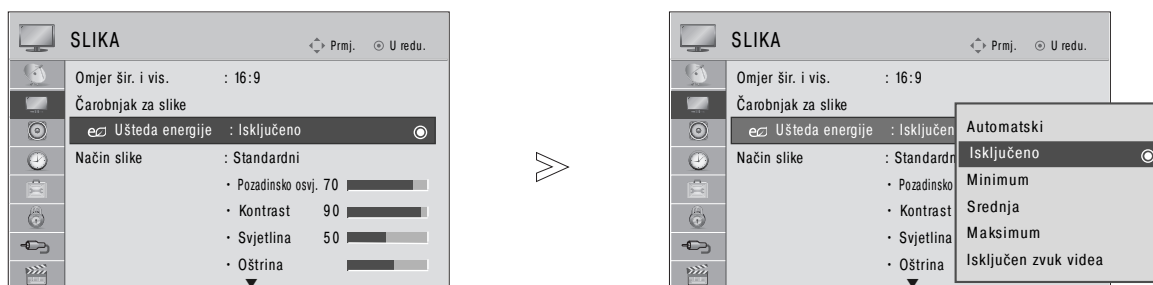 SLIKA
Prmj. U redu.
Omjer šir. i vis. : 16:9
Čarobnjak za slike
Ušteda energije : Isključeno
Način slike : Standardni
• Pozadinsko osvj. 70
• Kontrast 90
• Svjetlina 50
• Oštrina
SLIKA
Prmj. U redu.
Omjer šir. i vis. : 16:9
Čarobnjak za slike
Ušteda energije : Isključen
Način slike : Standardn
• Pozadinsko
• Kontrast
• Svjetlina
• Oštrina
Automatski
Isključeno
Minimum
Srednja
Maksimum
Isključen zvuk videa